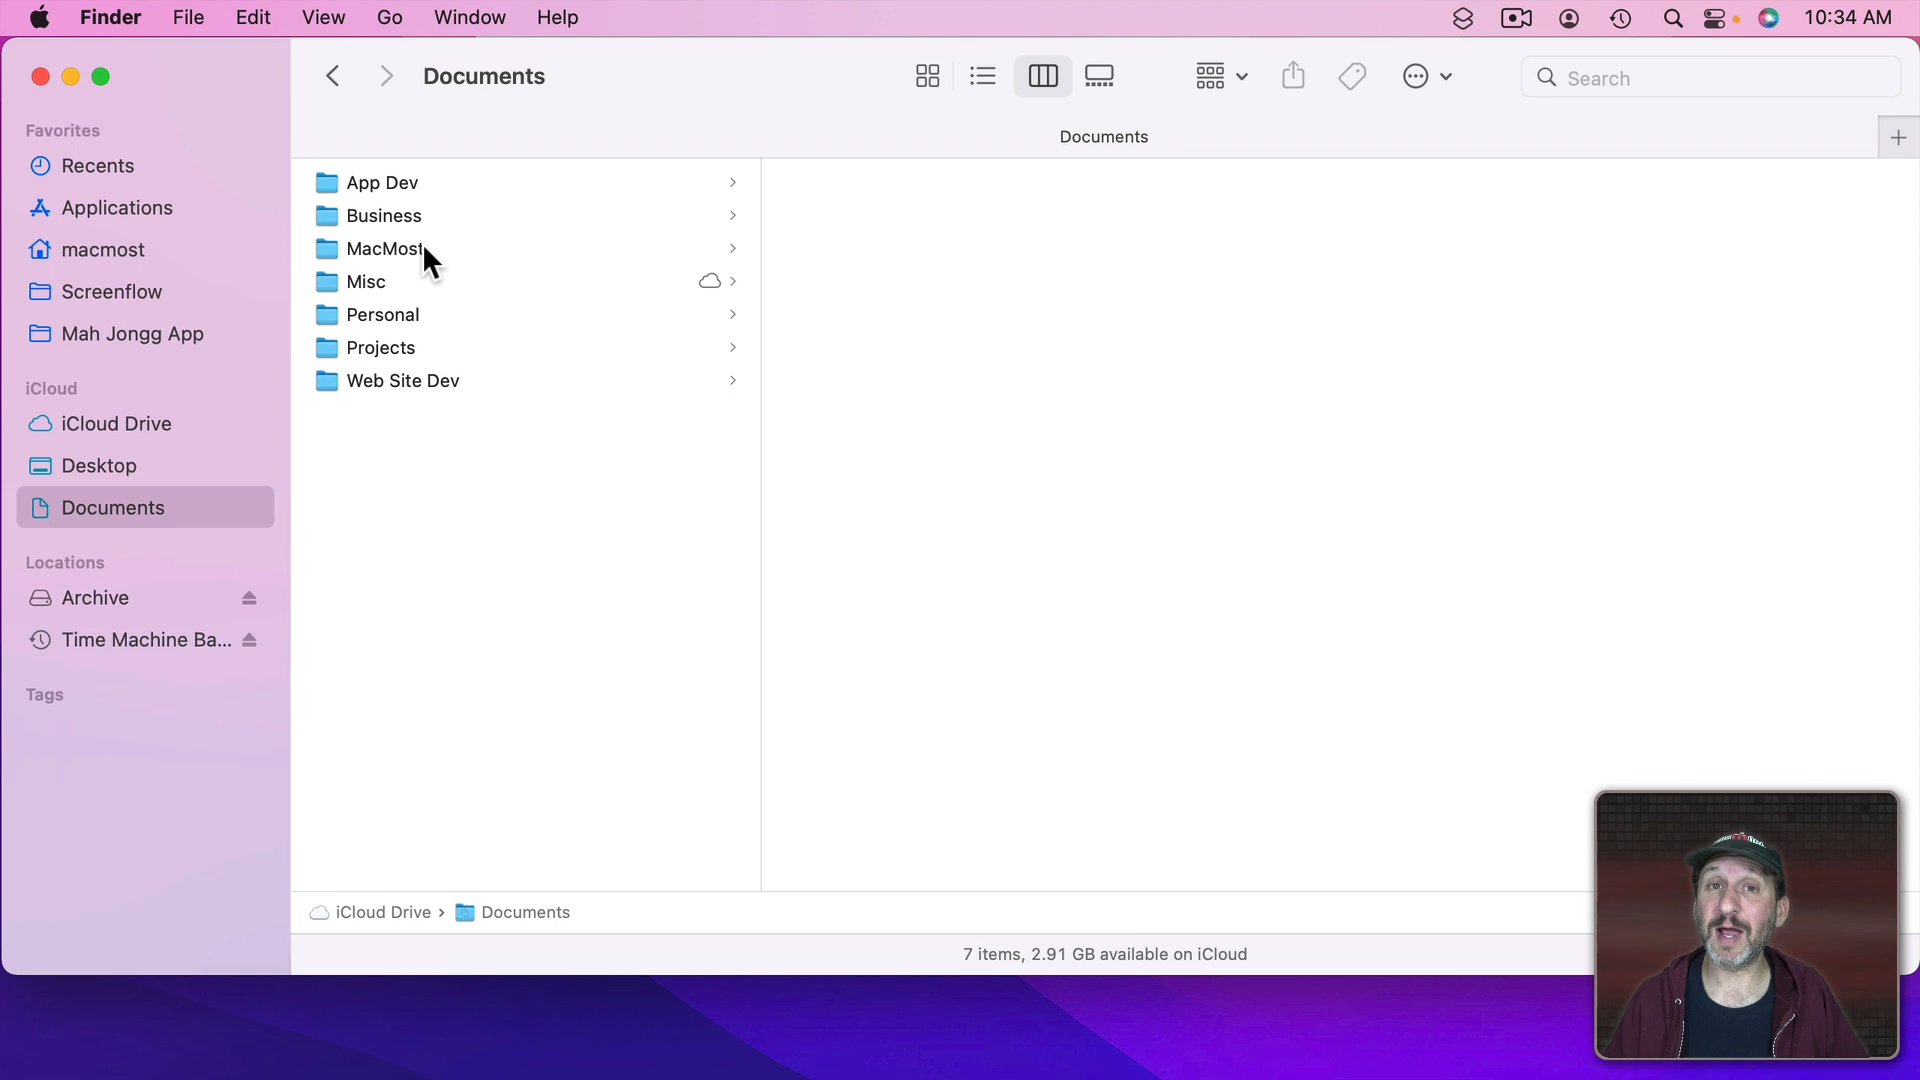 Finder File Edit View Go Window Help 10:34 AM
Documents
Search
Documents
Favorites
Recents
Applications
macmost
Screenflow
Mah Jongg App
iCloud
iCloud Drive
Desktop
Documents
Locations
Archive
Time Machine Ba...
Tags
App Dev
Business
MacMost
Misc
Personal
Projects
Web Site Dev
iCloud Drive › Documents
7 items, 2.91 GB available on iCloud